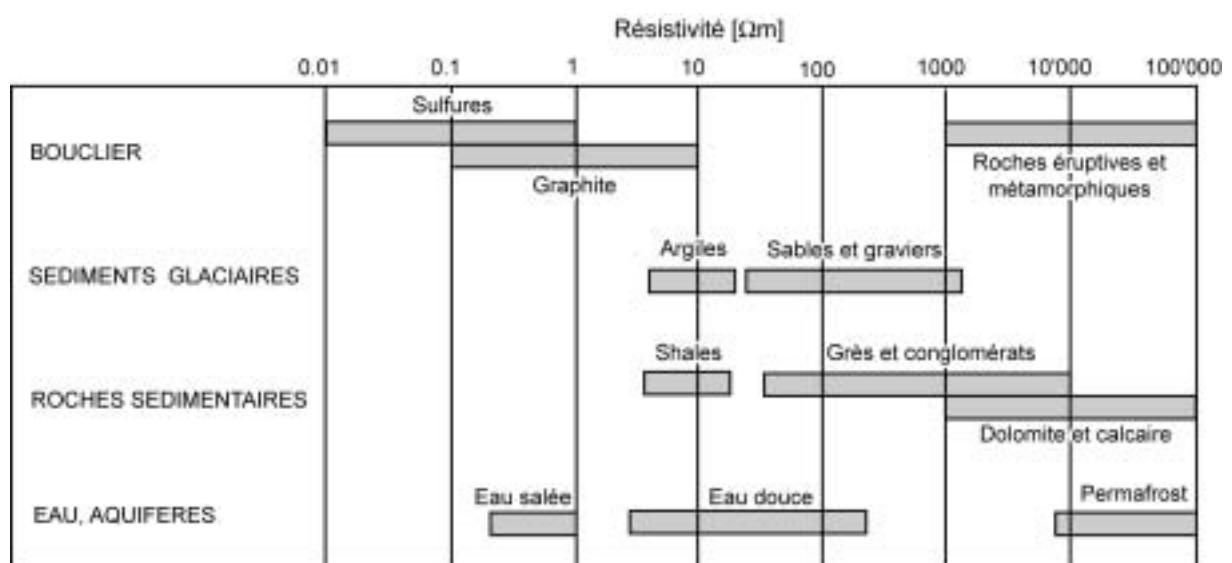 Résistivité [Ωm]
0.01 0.1 1 10 100 1000 10'000 100'000
Sulfures
BOUCLIER
Graphite
Roches éruptives et
métamorphiques
Argiles Sables et graviers
SEDIMENTS GLACIAIRES
Shales Grès et conglomérats
ROCHES SEDIMENTAIRES
Dolomite et calcaire
Eau salée Eau douce Permafrost
EAU, AQUIFERES